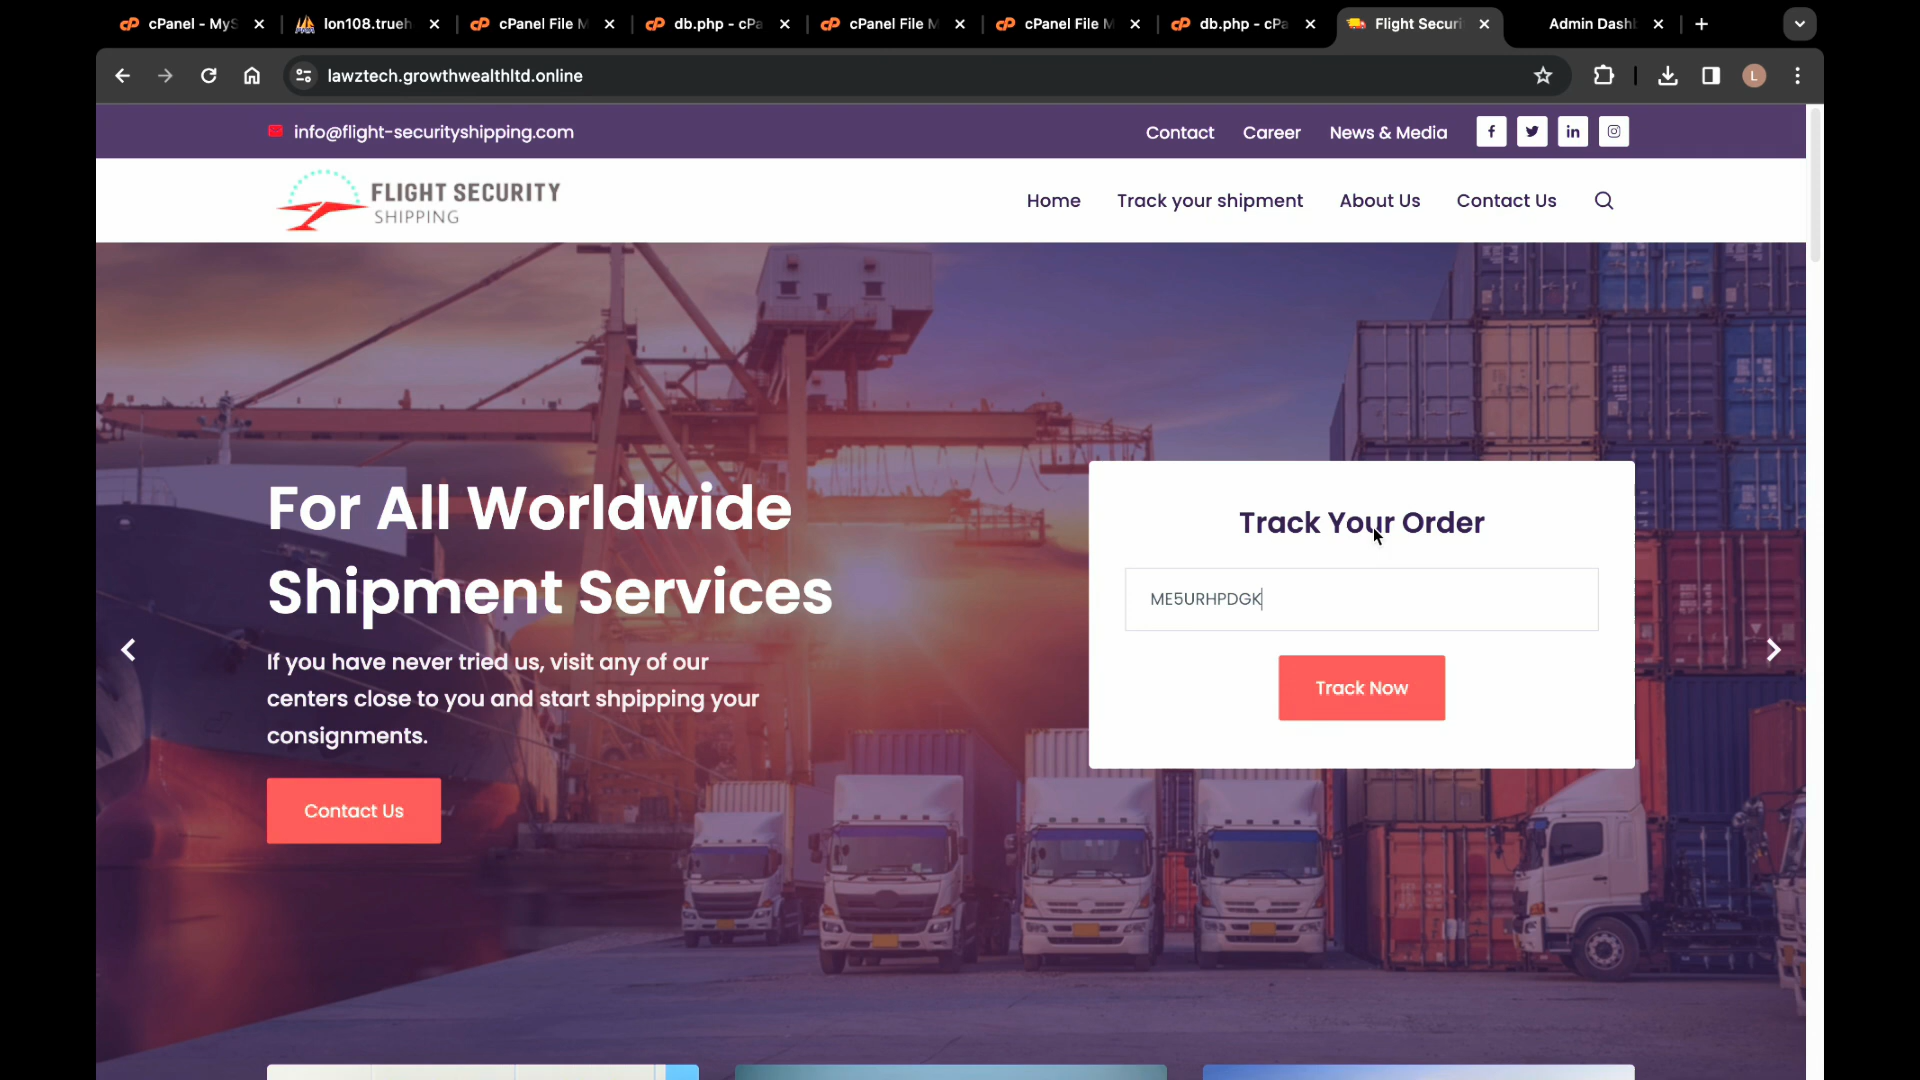 cPanel - MyS
lon108.trueh
cPanel File M
db.php - cPa
cPanel File M
cPanel File M
db.php - cPa
Flight Securi
Admin Dashb
lawztech.growthwealthltd.online
L
info@flight-securityshipping.com
Contact
Career
News & Media
FLIGHT SECURITY
SHIPPING
Home
Track your shipment
About Us
Contact Us
For All Worldwide
Shipment Services
If you have never tried us, visit any of our
centers close to you and start shpipping your
consignments.
Contact Us
Track Your Order
ME5URHPDGK
Track Now